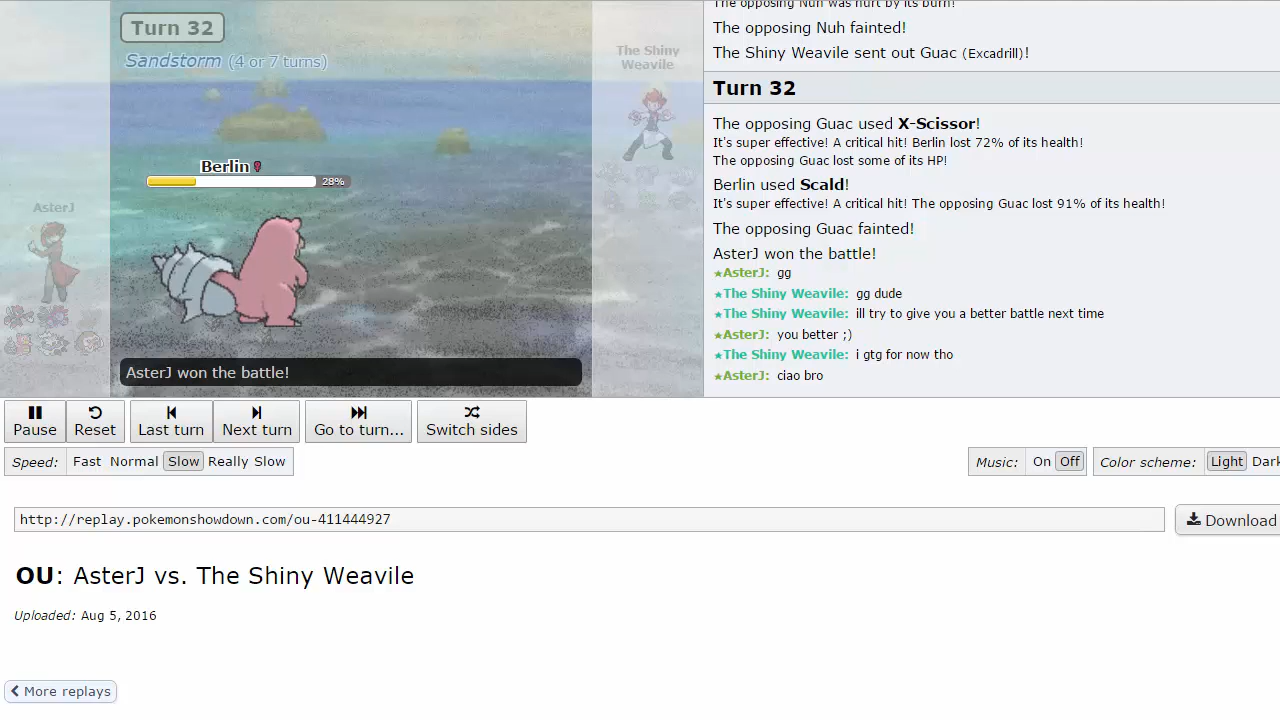 Turn 32
Sandstorm (4 or 7 turns)
The Shiny
Weavile
Berlin
28%
AsterJ
AsterJ won the battle!
The opposing Nuh was hurt by its burn!
The opposing Nuh fainted!
The Shiny Weavile sent out Guac (Excadrill)!
Turn 32
The opposing Guac used X-Scissor!
It's super effective! A critical hit! Berlin lost 72% of its health!
The opposing Guac lost some of its HP!
Berlin used Scald!
It's super effective! A critical hit! The opposing Guac lost 91% of its health!
The opposing Guac fainted!
AsterJ won the battle!
★AsterJ: gg
★The Shiny Weavile: gg dude
★The Shiny Weavile: ill try to give you a better battle next time
★AsterJ: you better ;)
★The Shiny Weavile: i gtg for now tho
★AsterJ: ciao bro
Pause Reset Last turn Next turn Go to turn... Switch sides
Speed: Fast Normal Slow Really Slow
Music: On Off Color scheme: Light Dark
http://replay.pokemonshowdown.com/ou-411444927
Download
OU: AsterJ vs. The Shiny Weavile
Uploaded: Aug 5, 2016
More replays